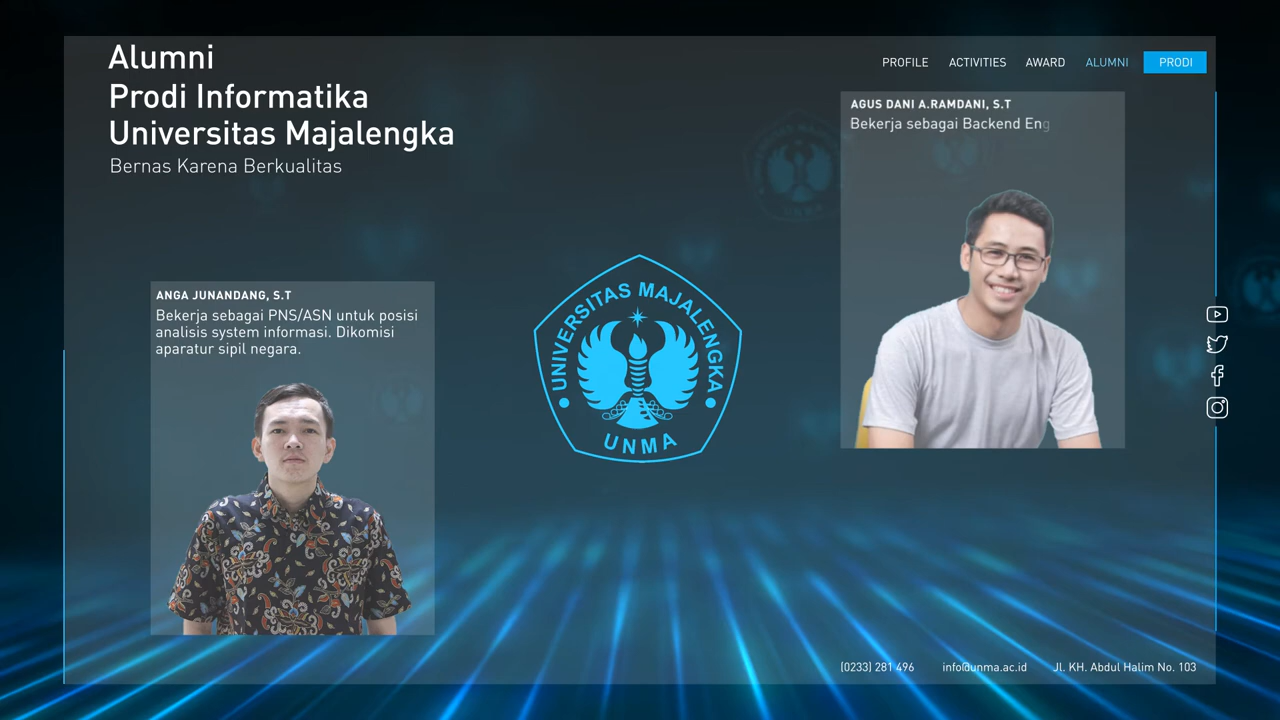 Alumni
Prodi Informatika
Universitas Majalengka
Bernas Karena Berkualitas
PROFILE ACTIVITIES AWARD ALUMNI PRODI
AGUS DANI A.RAMDANI, S.T
Bekerja sebagai Backend Eng
ANGA JUNANDANG, S.T
Bekerja sebagai PNS/ASN untuk posisi
analisis system informasi. Dikomisi
aparatur sipil negara.
UNIVERSITAS MAJALENGKA
UNMA
(0233) 281 496 info@unma.ac.id Jl. KH. Abdul Halim No. 103